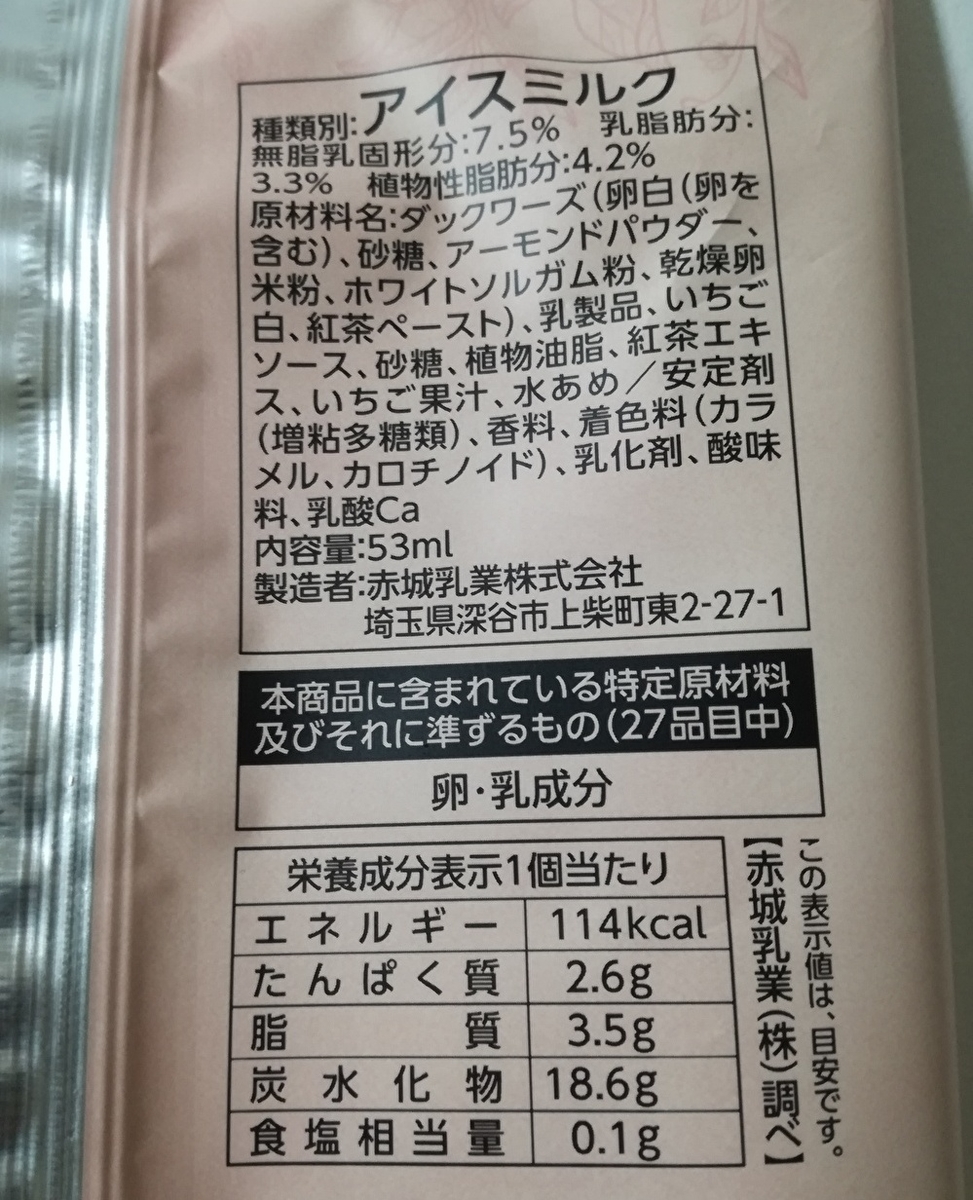 種類別:アイスミルク
無脂乳固形分:7.5%　乳脂肪分:
3.3%　植物性脂肪分:4.2%
原材料名:ダックワーズ(卵白(卵を
含む)、砂糖、アーモンドパウダー、
米粉、ホワイトソルガム粉、乾燥卵
白、紅茶ペースト)、乳製品、いちご
ソース、砂糖、植物油脂、紅茶エキ
ス、いちご果汁、水あめ／安定剤
(増粘多糖類)、香料、着色料(カラ
メル、カロチノイド)、乳化剤、酸味
料、乳酸Ca
内容量:53ml
製造者:赤城乳業株式会社
埼玉県深谷市上柴町東2-27-1
本商品に含まれている特定原材料
及びそれに準ずるもの(27品目中)
卵・乳成分
栄養成分表示1個当たり
エネルギー 114kcal
たんぱく質 2.6g
脂質 3.5g
炭水化物 18.6g
食塩相当量 0.1g
この表示値は、目安です。
【赤城乳業(株)調べ】